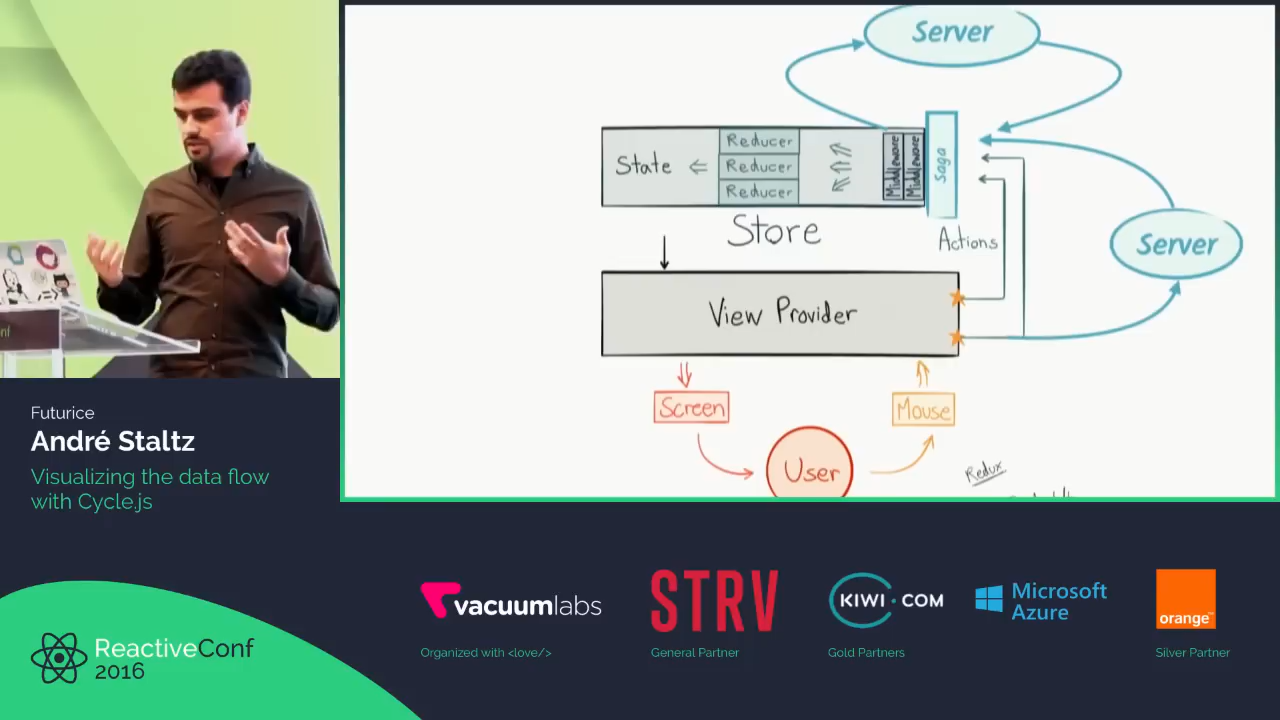 Server
State
Reducer
Reducer
Reducer
Middleware
Middleware
Saga
Store
Actions
Server
View Provider
Screen
Mouse
User
Redux
nf
Futurice
André Staltz
Visualizing the data flow
with Cycle.js
ReactiveConf
2016
vacuumlabs
Organized with <love/>
STRV
General Partner
KIWI.COM
Gold Partners
Microsoft
Azure
orange™
Silver Partner